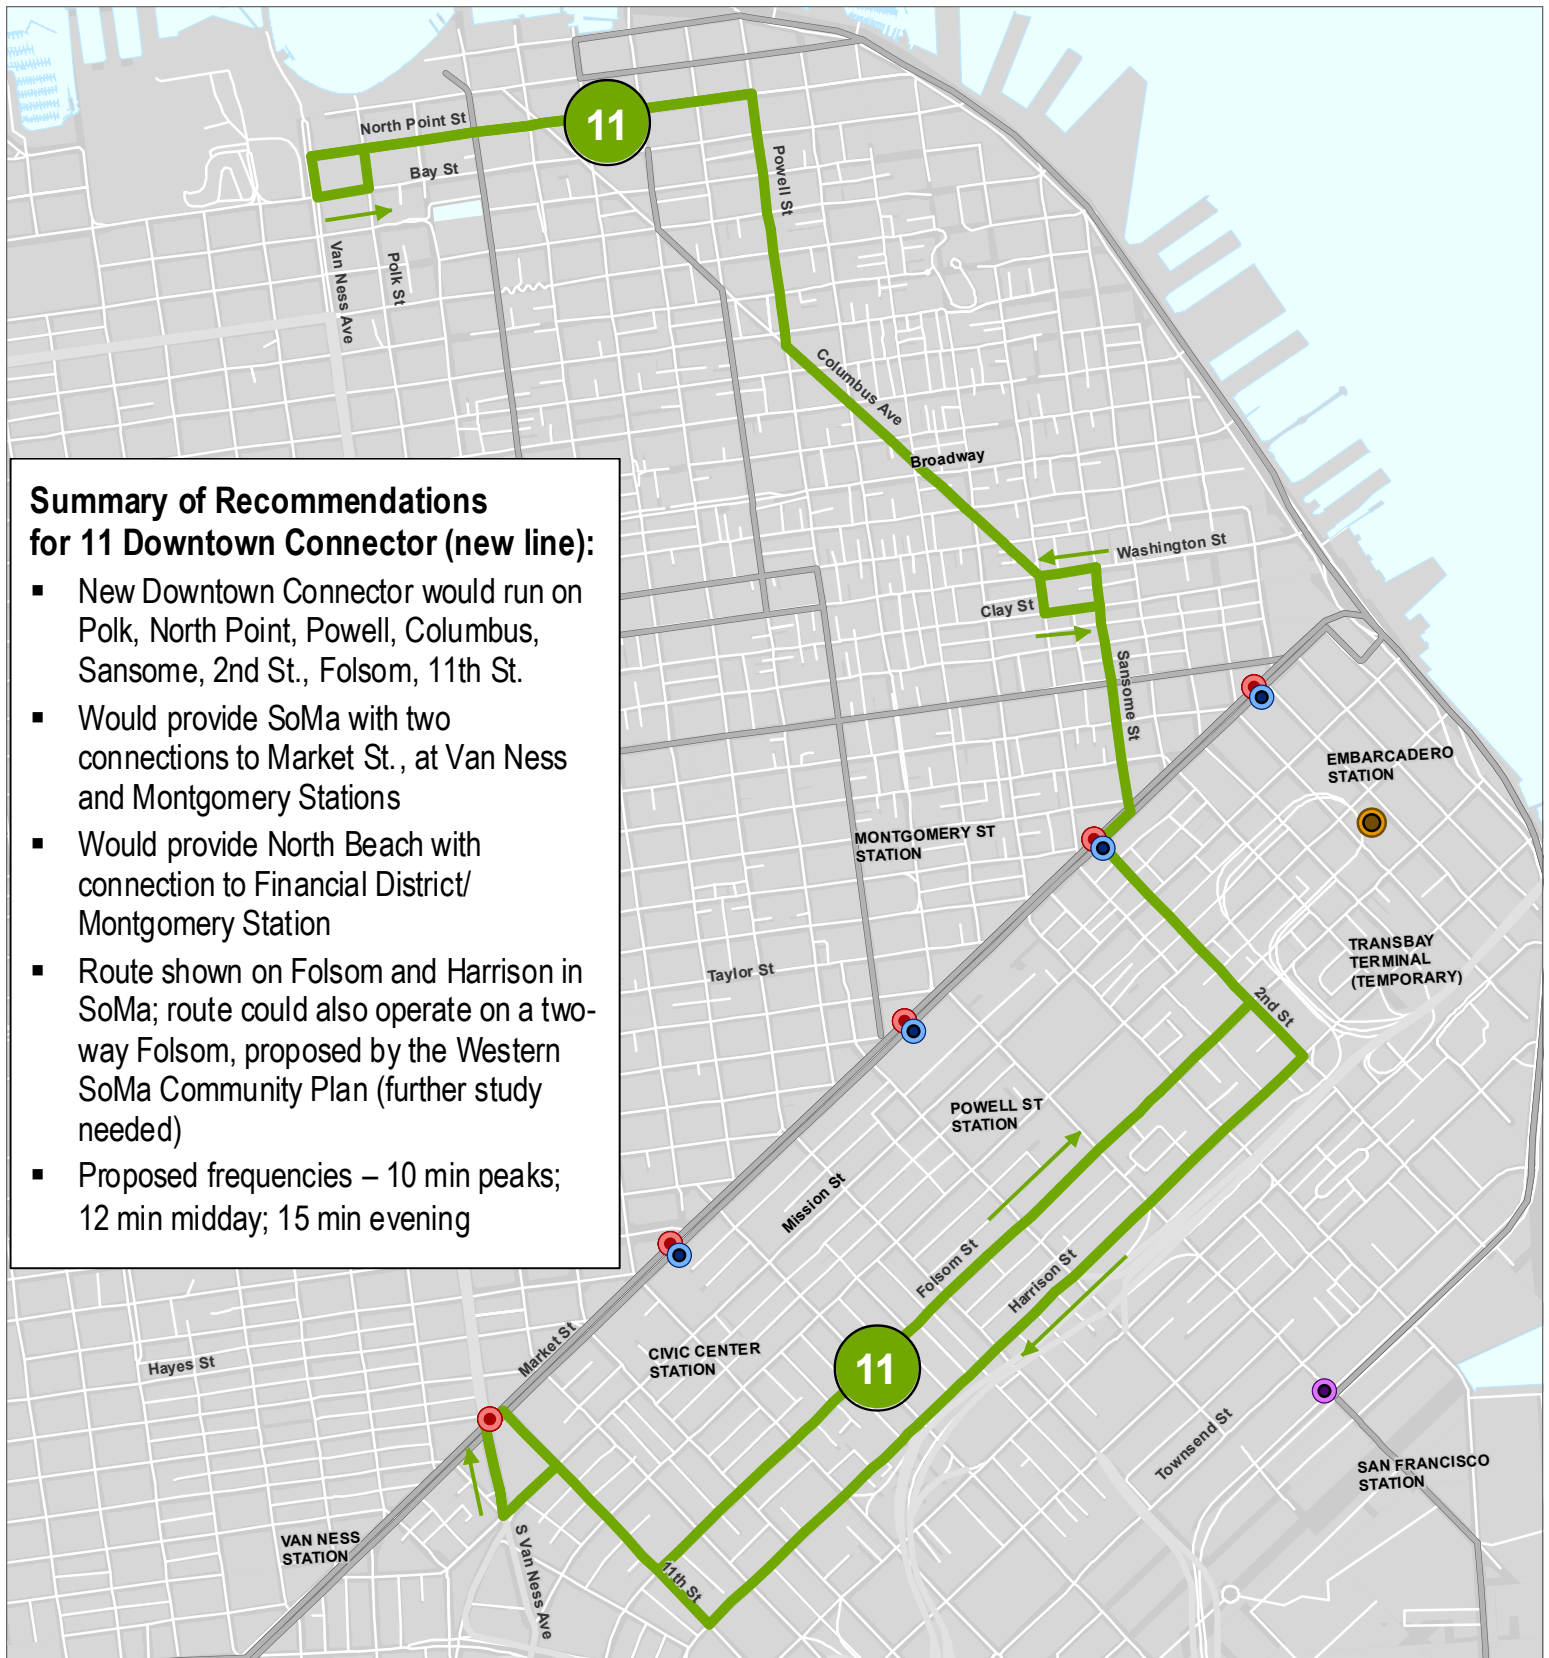 North Point St
11
Bay St
Powell St
Van Ness Ave
Polk St
Columbus Ave
Broadway
Summary of Recommendations
for 11 Downtown Connector (new line):
▪ New Downtown Connector would run on
Polk, North Point, Powell, Columbus,
Sansome, 2nd St., Folsom, 11th St.
▪ Would provide SoMa with two
connections to Market St., at Van Ness
and Montgomery Stations
▪ Would provide North Beach with
connection to Financial District/
Montgomery Station
▪ Route shown on Folsom and Harrison in
SoMa; route could also operate on a two-
way Folsom, proposed by the Western
SoMa Community Plan (further study
needed)
▪ Proposed frequencies – 10 min peaks;
12 min midday; 15 min evening
Washington St
Clay St
Sansome St
EMBARCADERO
STATION
MONTGOMERY ST
STATION
TRANSBAY
TERMINAL
(TEMPORARY)
Taylor St
2nd St
POWELL ST
STATION
Mission St
Folsom St
Harrison St
Market St
CIVIC CENTER
STATION
Hayes St
11
Townsend St
SAN FRANCISCO
STATION
VAN NESS
STATION
S Van Ness Ave
11th St